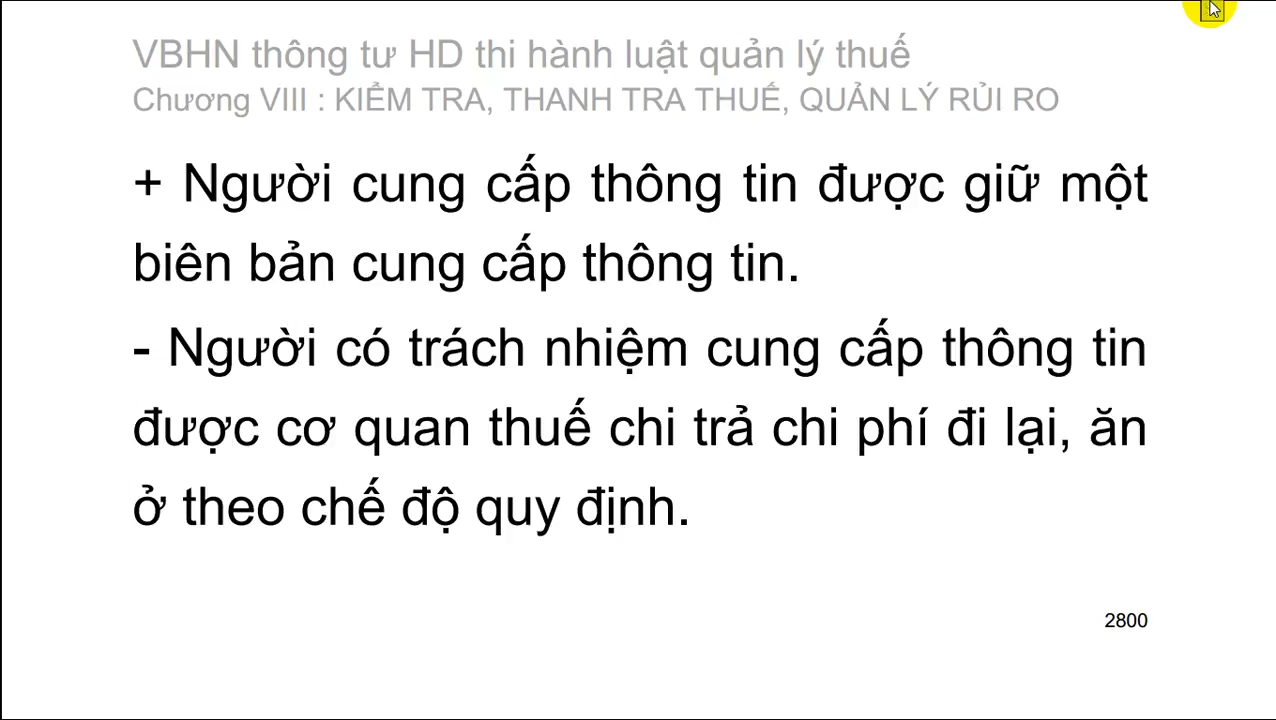 VBHN thông tư HD thi hành luật quản lý thuế
Chương VIII : KIỂM TRA, THANH TRA THUẾ, QUẢN LÝ RỦI RO
+ Người cung cấp thông tin được giữ một
biên bản cung cấp thông tin.
- Người có trách nhiệm cung cấp thông tin
được cơ quan thuế chi trả chi phí đi lại, ăn
ở theo chế độ quy định.
2800